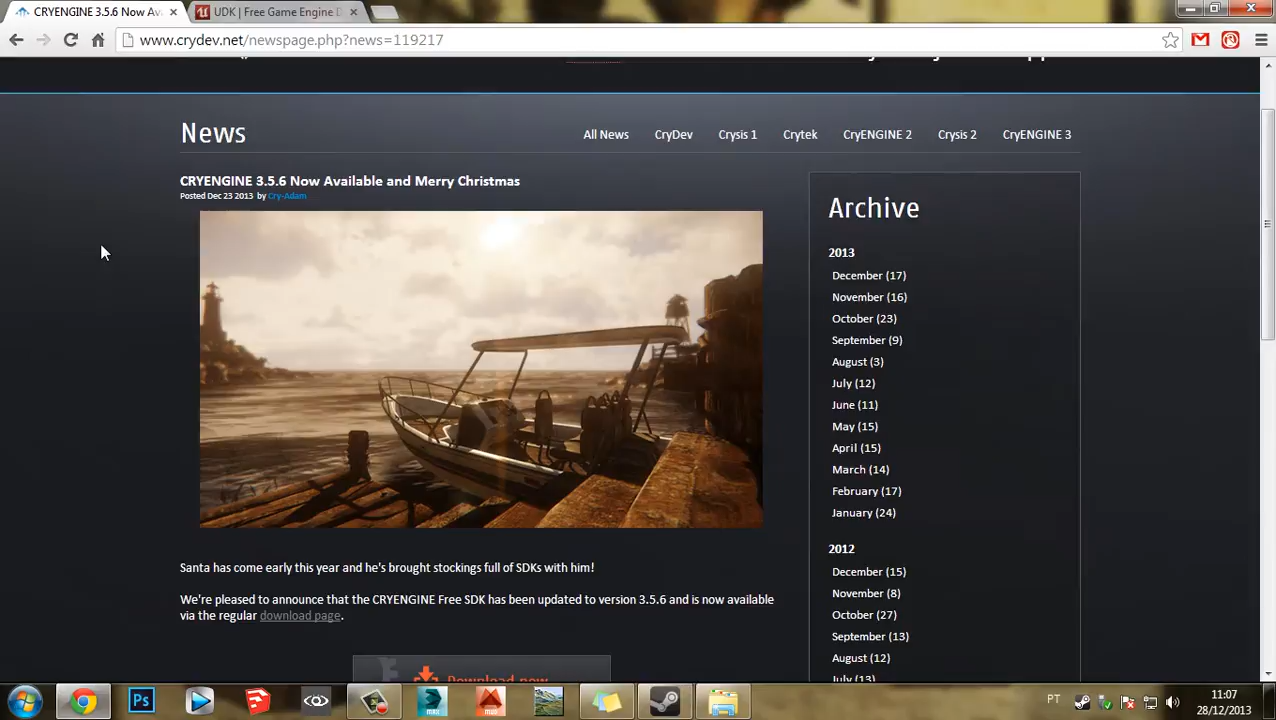 CRYENGINE 3.5.6 Now Av
UDK | Free Game Engine D
www.crydev.net/newspage.php?news=119217
News
All News CryDev Crysis 1 Crytek CryENGINE 2 Crysis 2 CryENGINE 3
CRYENGINE 3.5.6 Now Available and Merry Christmas
Posted Dec 23 2013 by Cry-Adam
Santa has come early this year and he's brought stockings full of SDKs with him!
We're pleased to announce that the CRYENGINE Free SDK has been updated to version 3.5.6 and is now available
via the regular download page.
Download now
Archive
2013
December (17)
November (16)
October (23)
September (9)
August (3)
July (12)
June (11)
May (15)
April (15)
March (14)
February (17)
January (24)
2012
December (15)
November (8)
October (27)
September (13)
August (12)
July (13)
Ps
PT
11:07
28/12/2013